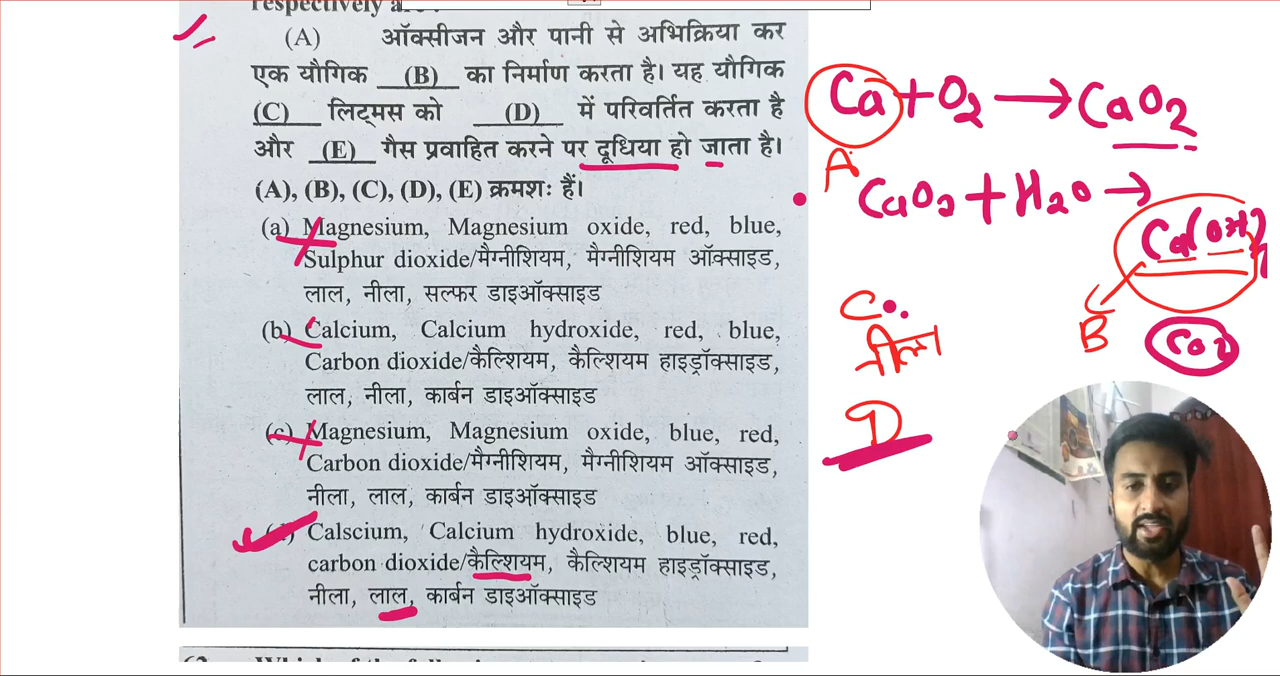 respectively are :
(A) ऑक्सीजन और पानी से अभिक्रिया कर
एक यौगिक (B) का निर्माण करता है। यह यौगिक
(C) लिट्मस को (D) में परिवर्तित करता है
और (E) गैस प्रवाहित करने पर दूधिया हो जाता है।
(A), (B), (C), (D), (E) क्रमशः हैं।
(a) Magnesium, Magnesium oxide, red, blue,
Sulphur dioxide/मैग्नीशियम, मैग्नीशियम ऑक्साइड,
लाल, नीला, सल्फर डाइऑक्साइड
(b) Calcium, Calcium hydroxide, red, blue,
Carbon dioxide/कैल्शियम, कैल्शियम हाइड्रॉक्साइड,
लाल, नीला, कार्बन डाइऑक्साइड
(c) Magnesium, Magnesium oxide, blue, red,
Carbon dioxide/मैग्नीशियम, मैग्नीशियम ऑक्साइड,
नीला, लाल, कार्बन डाइऑक्साइड
Calscium, Calcium hydroxide, blue, red,
carbon dioxide/कैल्शियम, कैल्शियम हाइड्रॉक्साइड,
नीला, लाल, कार्बन डाइऑक्साइड
Ca + O2 → CaO2
A
CaO2 + H2O →
Ca(OH)2
B
C
नीला
CO2
D